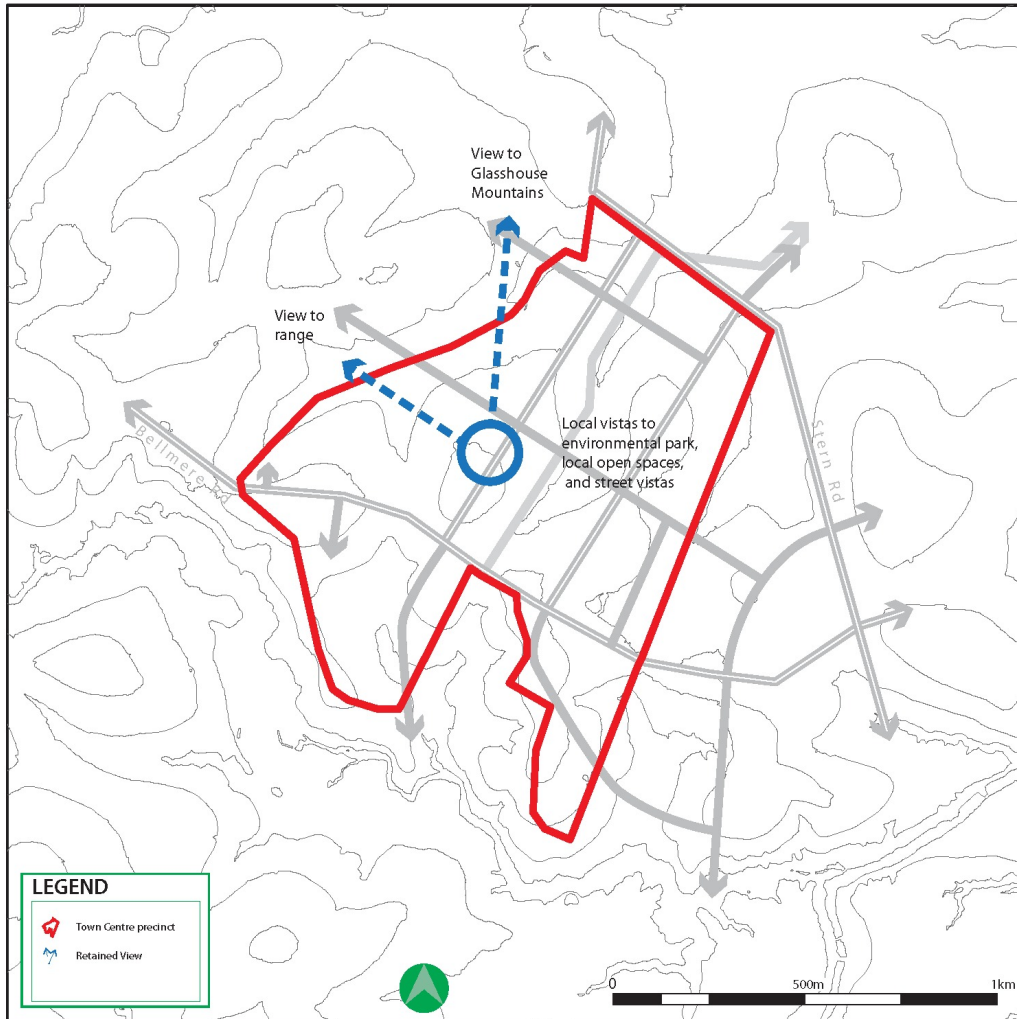 View to
Glasshouse
Mountains
View to
range
Bellmere Rd
Local vistas to
environmental park,
local open spaces,
and street vistas
Stern Rd
LEGEND
Town Centre precinct
Retained View
0 500m 1km